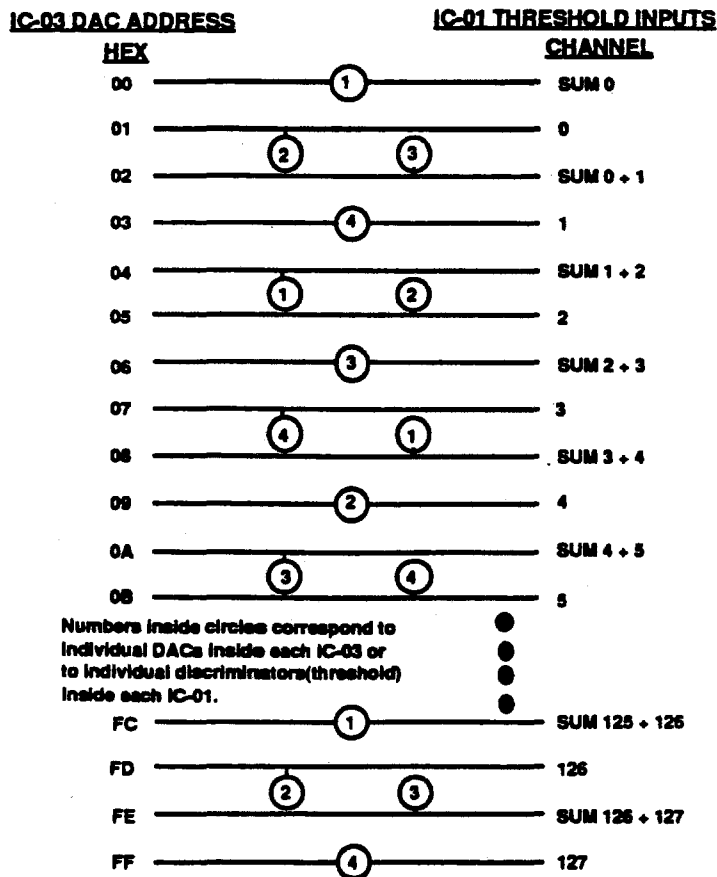 IC-03 DAC ADDRESS IC-01 THRESHOLD INPUTS
HEX CHANNEL
00 1 SUM 0
01 0
2 3
02 SUM 0 + 1
03 4 1
04 SUM 1 + 2
1 2
05 2
06 3 SUM 2 + 3
07 3
4 1
08 SUM 3 + 4
09 2 4
0A SUM 4 + 5
3 4
0B 5
Numbers inside circles correspond to
individual DACs inside each IC-03 or
to individual discriminators(threshold)
inside each IC-01.
FC 1 SUM 125 + 126
FD 126
2 3
FE SUM 126 + 127
FF 4 127